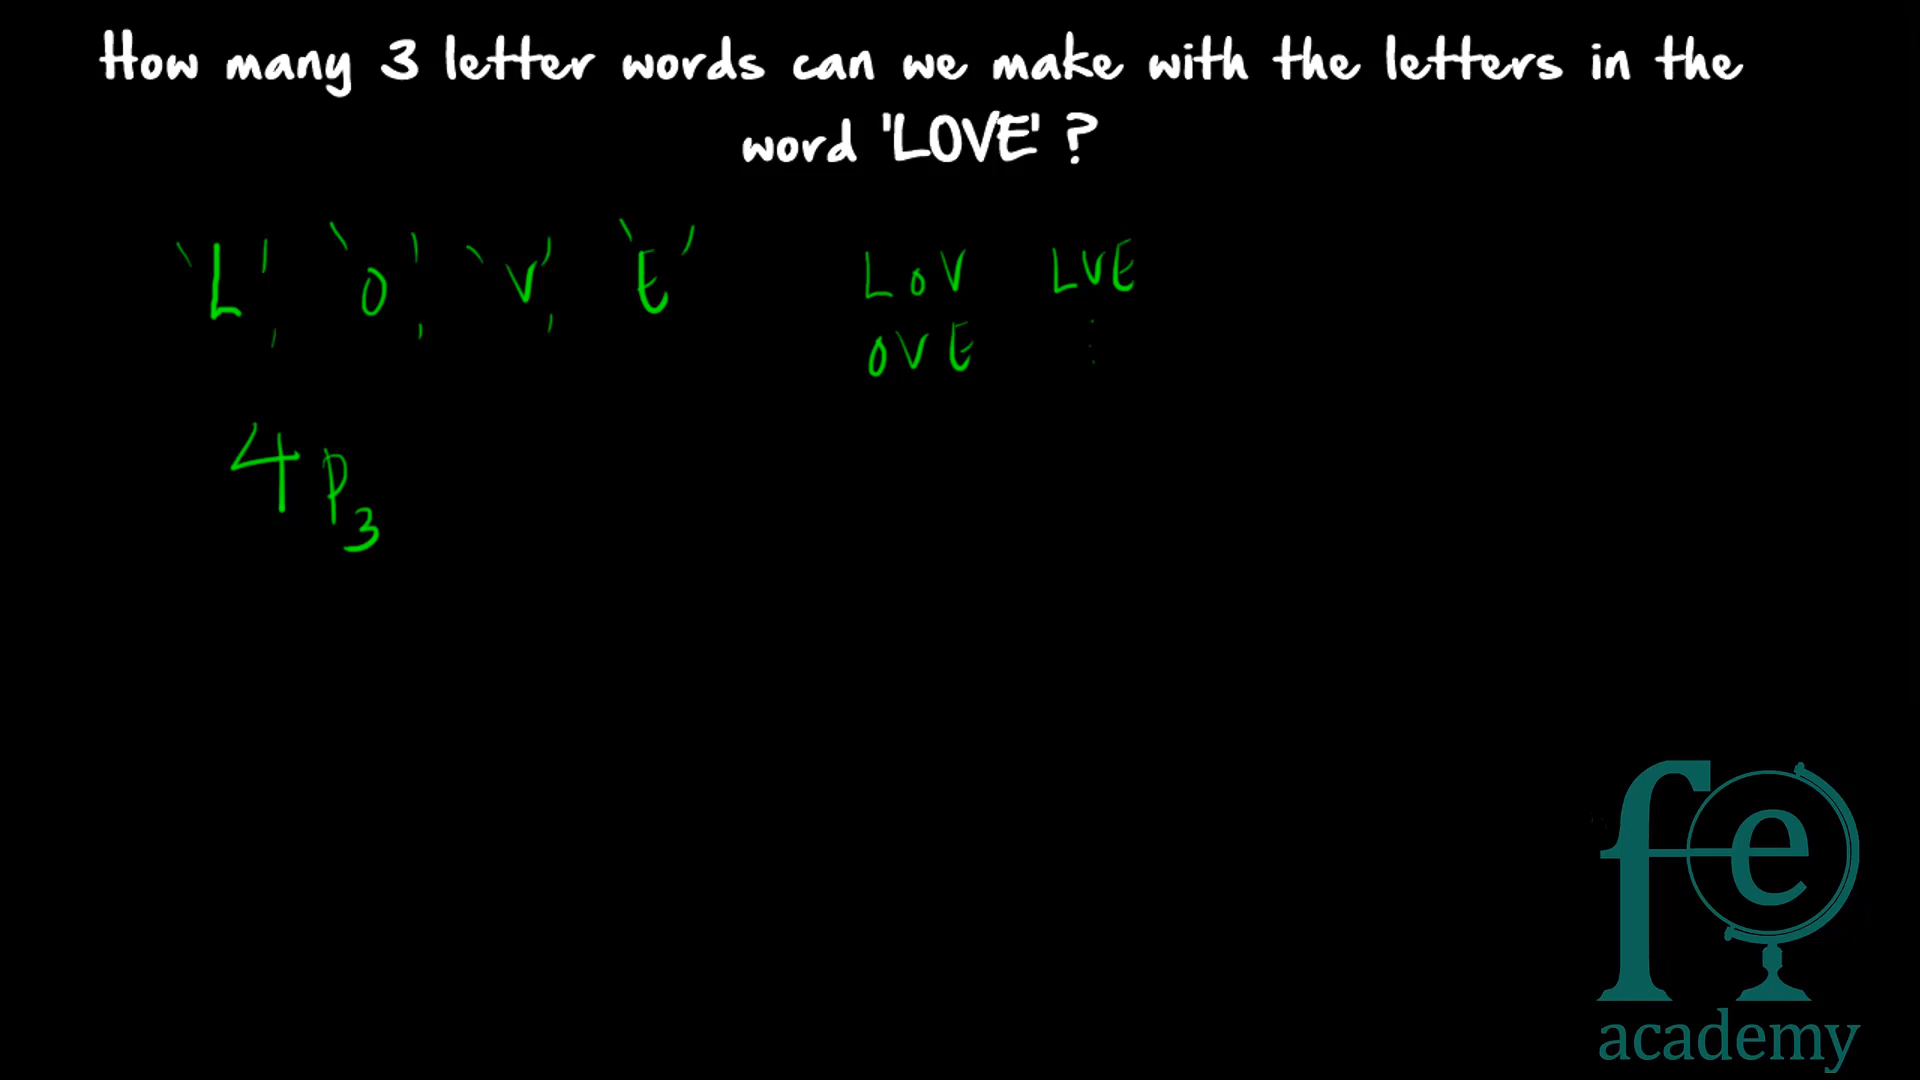 How many 3 letter words can we make with the letters in the
word 'LOVE' ?
'L', 'O', 'V', 'E'
LOV LVE
OVE :
4P3
fe
academy